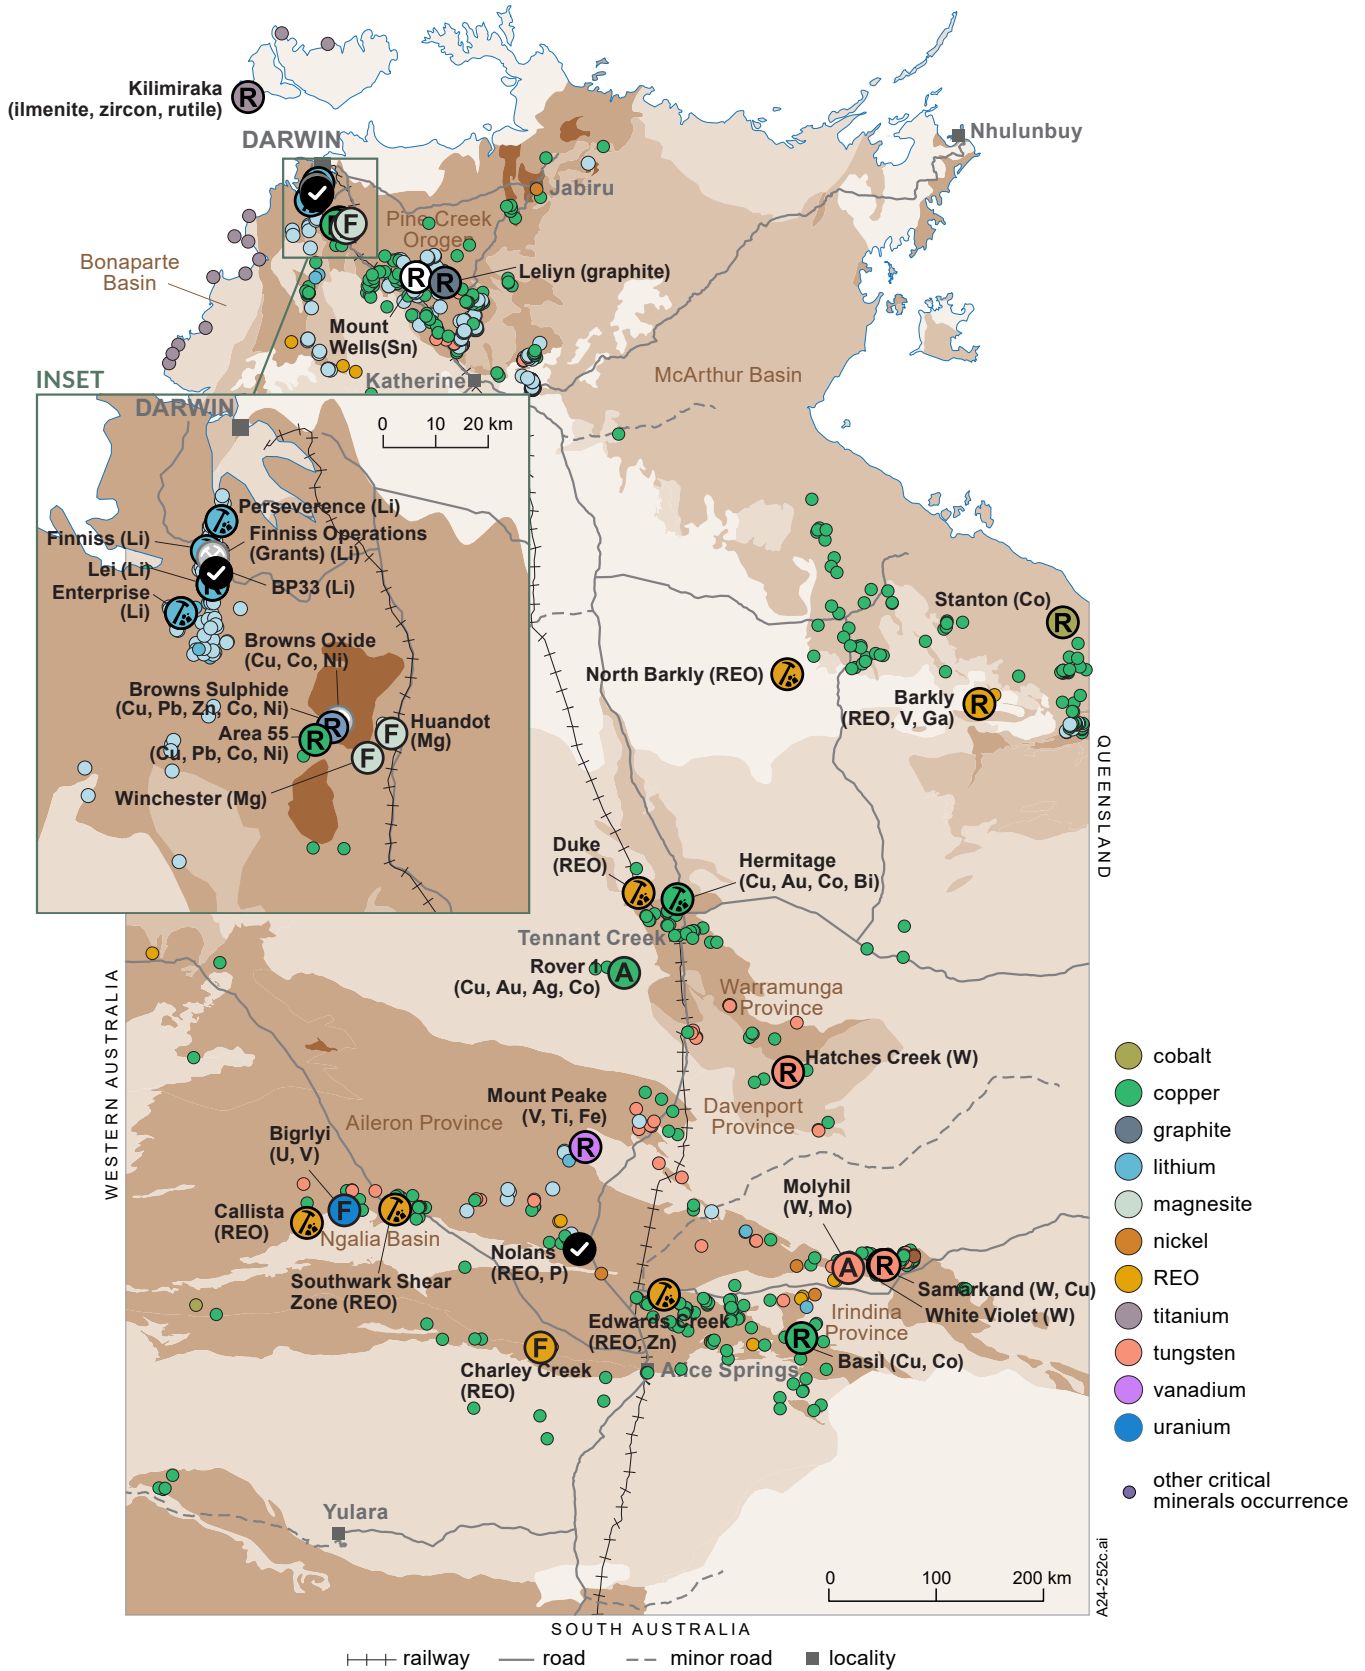 Kilimiraka
(ilmenite, zircon, rutile)
R
DARWIN
Nhulunbuy
Jabiru
F
Pine Creek
Orogen
Bonaparte
Basin
R
R
Leliyn (graphite)
Mount
Wells(Sn)
Katherine
McArthur Basin
INSET
DARWIN
0 10 20 km
Perseverence (Li)
Finniss (Li)
Finniss Operations
(Grants) (Li)
Lei (Li)
BP33 (Li)
Enterprise
(Li)
R
Browns Oxide
(Cu, Co, Ni)
Browns Sulphide
(Cu, Pb, Zn, Co, Ni)
R
Area 55
(Cu, Pb, Co, Ni)
R
Huandot
(Mg)
F
F
Winchester (Mg)
Stanton (Co)
R
North Barkly (REO)
Barkly
(REO, V, Ga)
R
QUEENSLAND
Duke
(REO)
Hermitage
(Cu, Au, Co, Bi)
Tennant Creek
Rover 1
(Cu, Au, Ag, Co)
A
Warramunga
Province
WESTERN AUSTRALIA
Hatches Creek (W)
R
Mount Peake
(V, Ti, Fe)
R
Davenport
Province
Aileron Province
Bigrlyi
(U, V)
F
Callista
(REO)
Ngalia Basin
Southwark Shear
Zone (REO)
Nolans
(REO, P)
Molyhil
(W, Mo)
A
R
Samarkand (W, Cu)
White Violet (W)
Edwards Creek
(REO, Zn)
Irindina
Province
R
Basil (Cu, Co)
F
Charley Creek
(REO)
Alice Springs
Yulara
0 100 200 km
SOUTH AUSTRALIA
A24-252c.ai
cobalt
copper
graphite
lithium
magnesite
nickel
REO
titanium
tungsten
vanadium
uranium
other critical
minerals occurrence
railway
road
minor road
locality